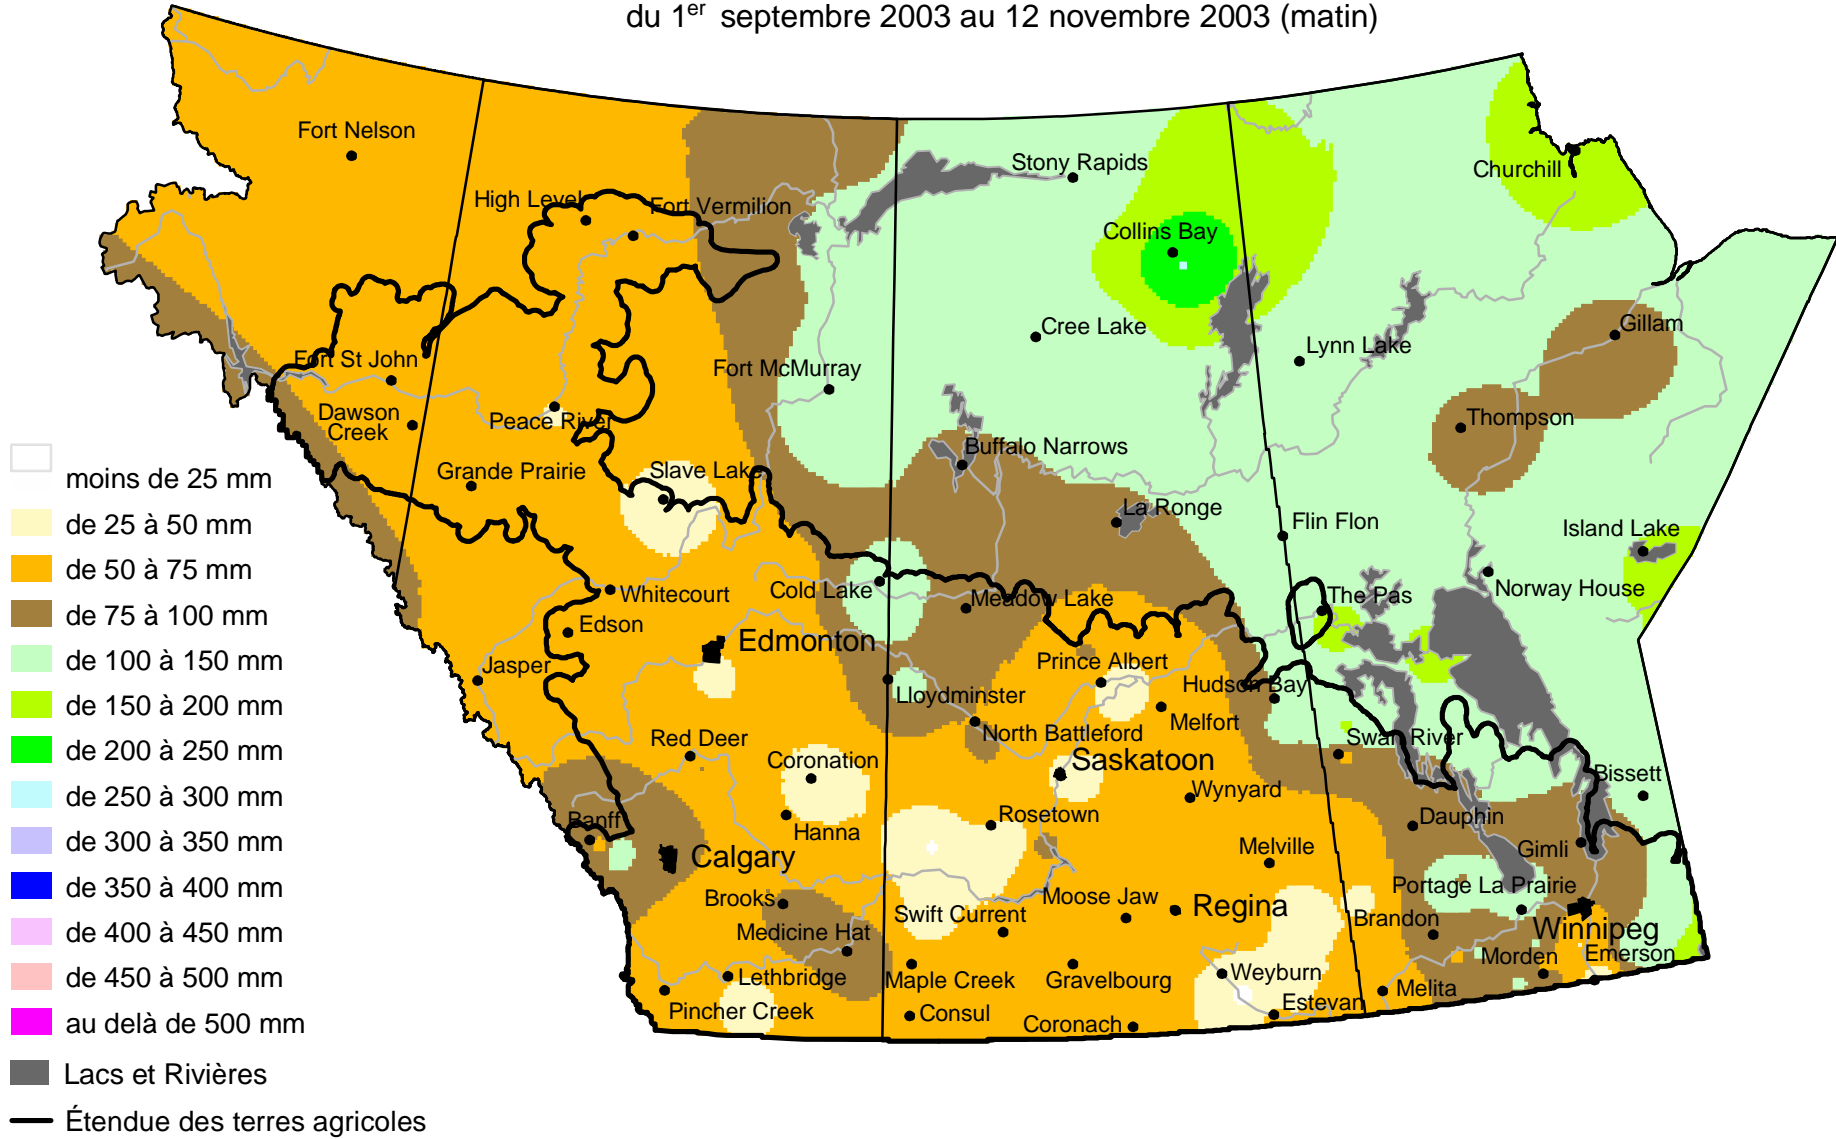 du 1er septembre 2003 au 12 novembre 2003 (matin)
Fort Nelson
High Level
Fort Vermilion
Stony Rapids
Churchill
Collins Bay
Cree Lake
Gillam
Lynn Lake
Fort St John
Fort McMurray
Dawson
Creek
Peace River
Thompson
Buffalo Narrows
Grande Prairie
Slave Lake
La Ronge
Flin Flon
Island Lake
Whitecourt
Cold Lake
Meadow Lake
The Pas
Norway House
Edson
Edmonton
Jasper
Prince Albert
Hudson Bay
Lloydminster
Melfort
North Battleford
Red Deer
Swan River
Coronation
Saskatoon
Bissett
Wynyard
Banff
Hanna
Rosetown
Dauphin
Calgary
Melville
Gimli
Brooks
Moose Jaw
Regina
Portage La Prairie
Swift Current
Brandon
Winnipeg
Medicine Hat
Morden
Emerson
Lethbridge
Maple Creek
Gravelbourg
Weyburn
Melita
Pincher Creek
Consul
Coronach
Estevan
moins de 25 mm
de 25 à 50 mm
de 50 à 75 mm
de 75 à 100 mm
de 100 à 150 mm
de 150 à 200 mm
de 200 à 250 mm
de 250 à 300 mm
de 300 à 350 mm
de 350 à 400 mm
de 400 à 450 mm
de 450 à 500 mm
au delà de 500 mm
Lacs et Rivières
Étendue des terres agricoles